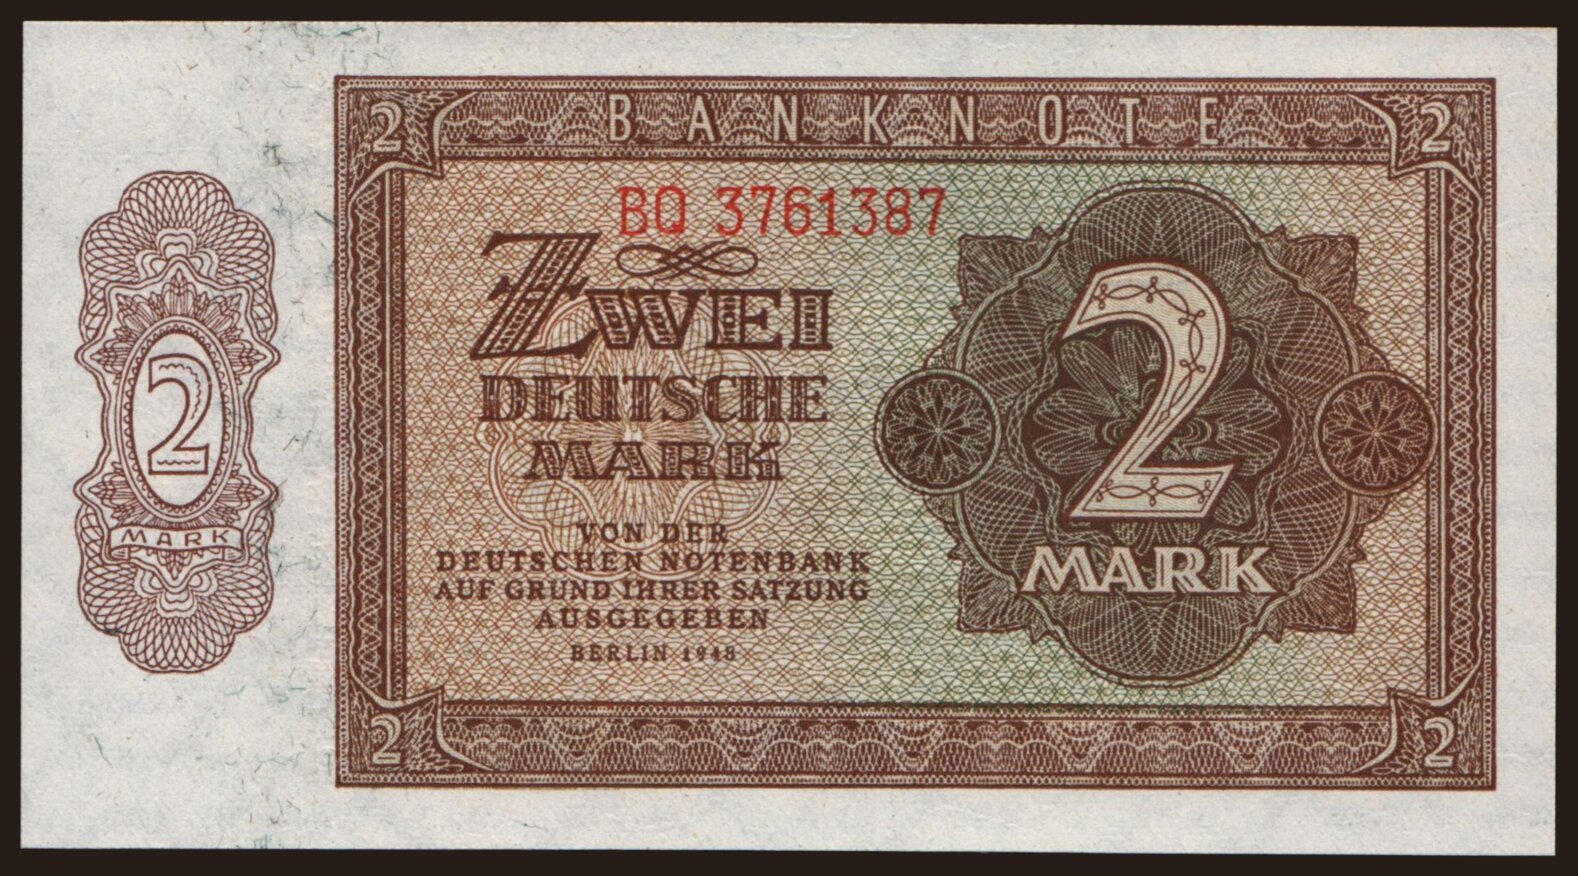 BANKNOTE
2
2
BQ 3761387
ZWEI
DEUTSCHE
MARK
VON DER
DEUTSCHEN NOTENBANK
AUF GRUND IHRER SATZUNG
AUSGEGEBEN
BERLIN 1948
2
MARK
2
MARK
2
2